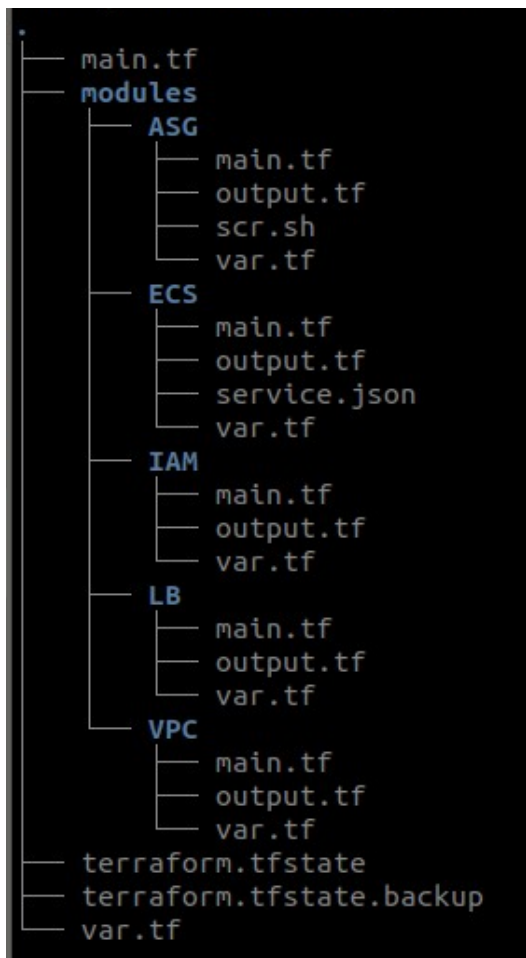 .
main.tf
modules
ASG
main.tf
output.tf
scr.sh
var.tf
ECS
main.tf
output.tf
service.json
var.tf
IAM
main.tf
output.tf
var.tf
LB
main.tf
output.tf
var.tf
VPC
main.tf
output.tf
var.tf
terraform.tfstate
terraform.tfstate.backup
var.tf